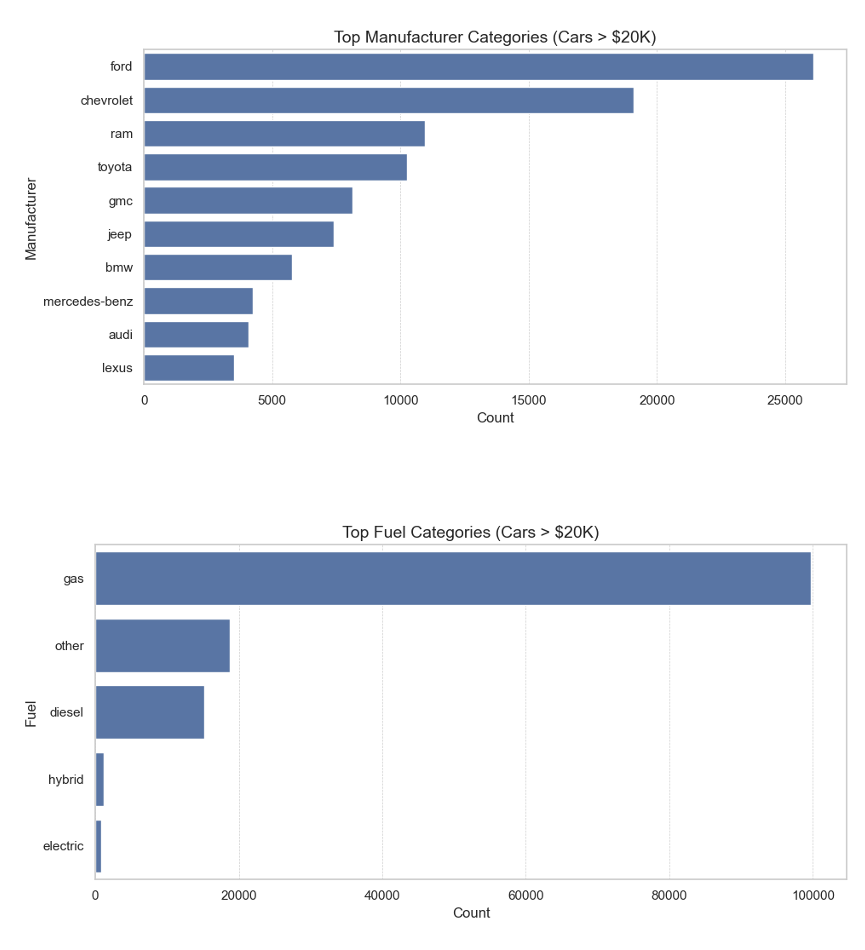 Top Manufacturer Categories (Cars > $20K)
Manufacturer
ford
chevrolet
ram
toyota
gmc
jeep
bmw
mercedes-benz
audi
lexus
0 5000 10000 15000 20000 25000
Count
Top Fuel Categories (Cars > $20K)
Fuel
gas
other
diesel
hybrid
electric
0 20000 40000 60000 80000 100000
Count